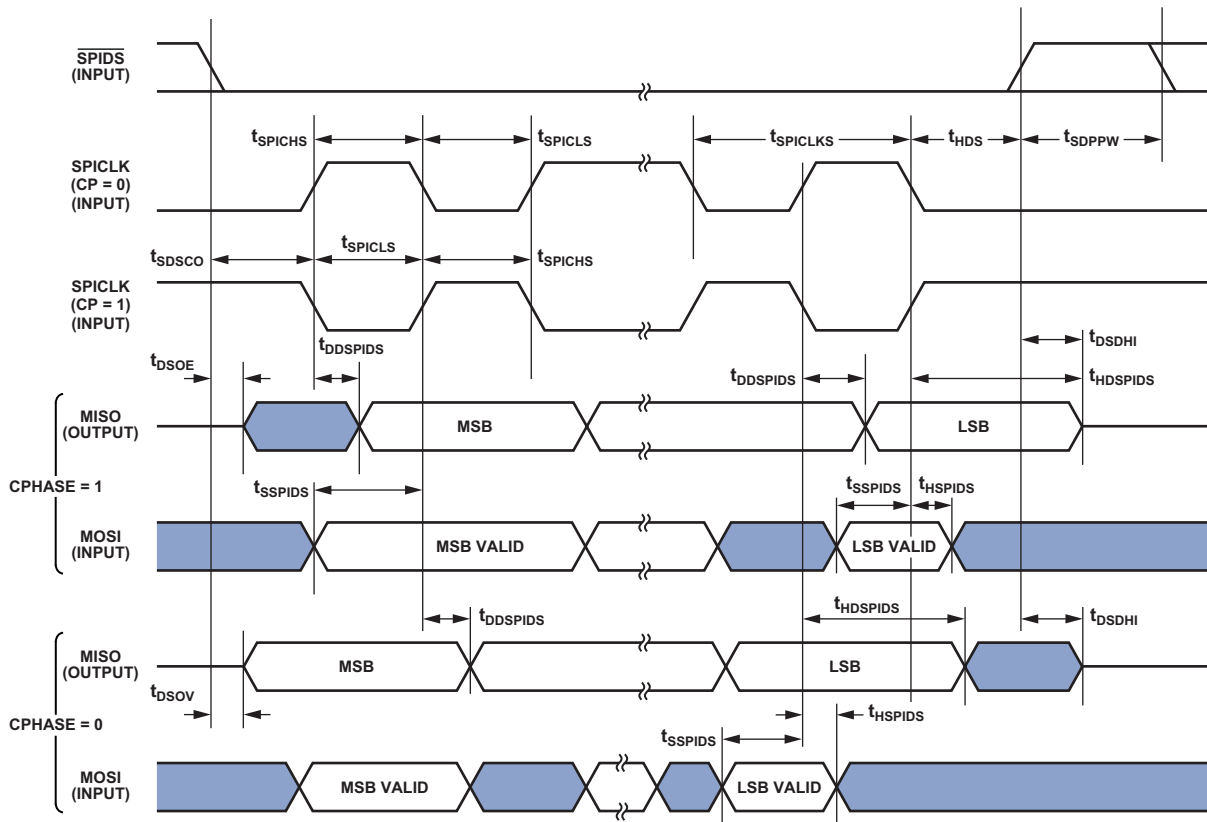 SPIDS
(INPUT)
tSPICHS
tSPICLS
tSPICLKS
tHDS
tSDPPW
SPICLK
(CP = 0)
(INPUT)
tSDSCO
tSPICLS
tSPICHS
SPICLK
(CP = 1)
(INPUT)
tDSOE
tDDSPIDS
tDDSPIDS
tDSDHI
tHDSPIDS
MISO
(OUTPUT)
MSB
LSB
CPHASE = 1
tSSPIDS
tSSPIDS
tHSPIDS
MOSI
(INPUT)
MSB VALID
LSB VALID
tDDSPIDS
tHDSPIDS
tDSDHI
MISO
(OUTPUT)
MSB
LSB
tDSOV
CPHASE = 0
tSSPIDS
tHSPIDS
MOSI
(INPUT)
MSB VALID
LSB VALID